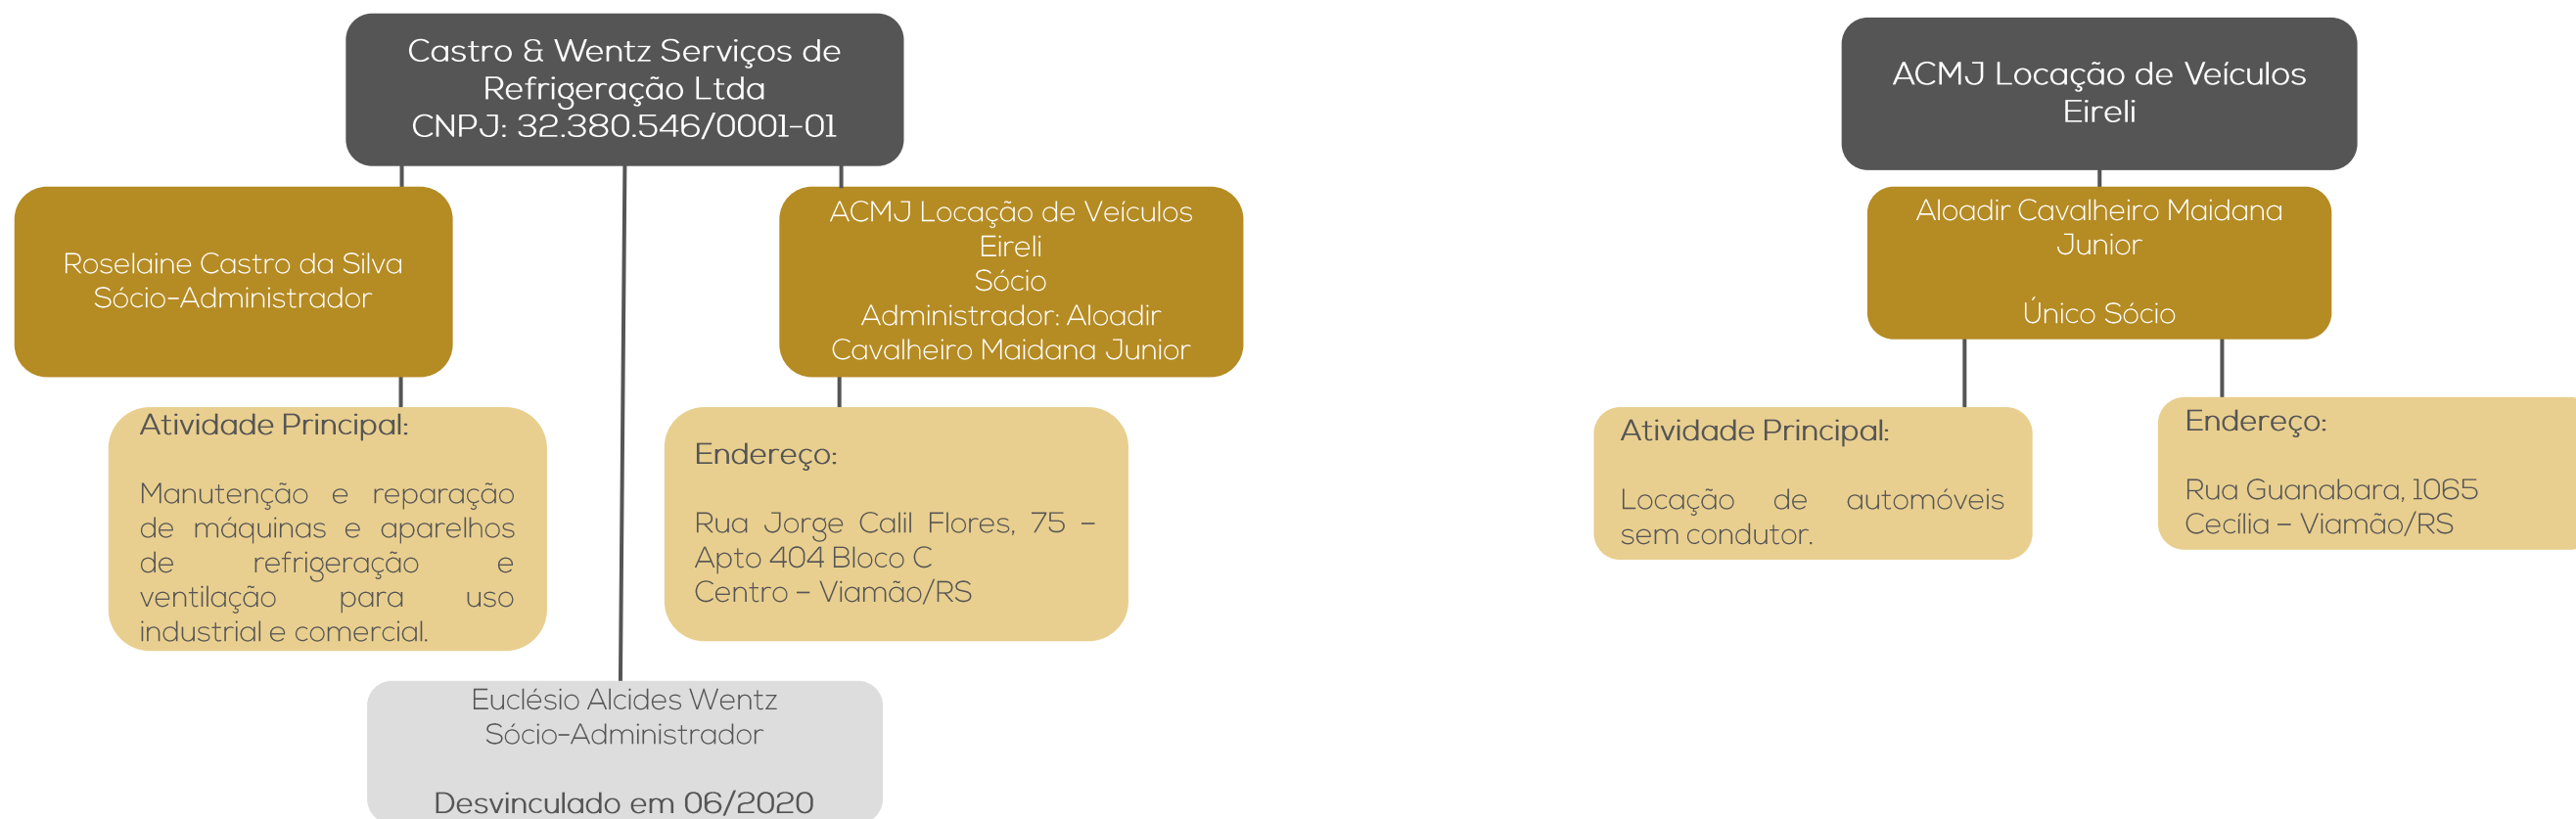 Castro & Wentz Serviços de
Refrigeração Ltda
CNPJ: 32.380.546/0001-01
Roselaine Castro da Silva
Sócio-Administrador
ACMJ Locação de Veículos
Eireli
Sócio
Administrador: Aloadir
Cavalheiro Maidana Junior
Atividade Principal:
Manutenção e reparação
de máquinas e aparelhos
de refrigeração e
ventilação para uso
industrial e comercial.
Endereço:
Rua Jorge Calil Flores, 75 –
Apto 404 Bloco C
Centro – Viamão/RS
Euclésio Alcides Wentz
Sócio-Administrador
Desvinculado em 06/2020
ACMJ Locação de Veículos
Eireli
Aloadir Cavalheiro Maidana
Junior
Único Sócio
Atividade Principal:
Locação de automóveis
sem condutor.
Endereço:
Rua Guanabara, 1065
Cecília – Viamão/RS